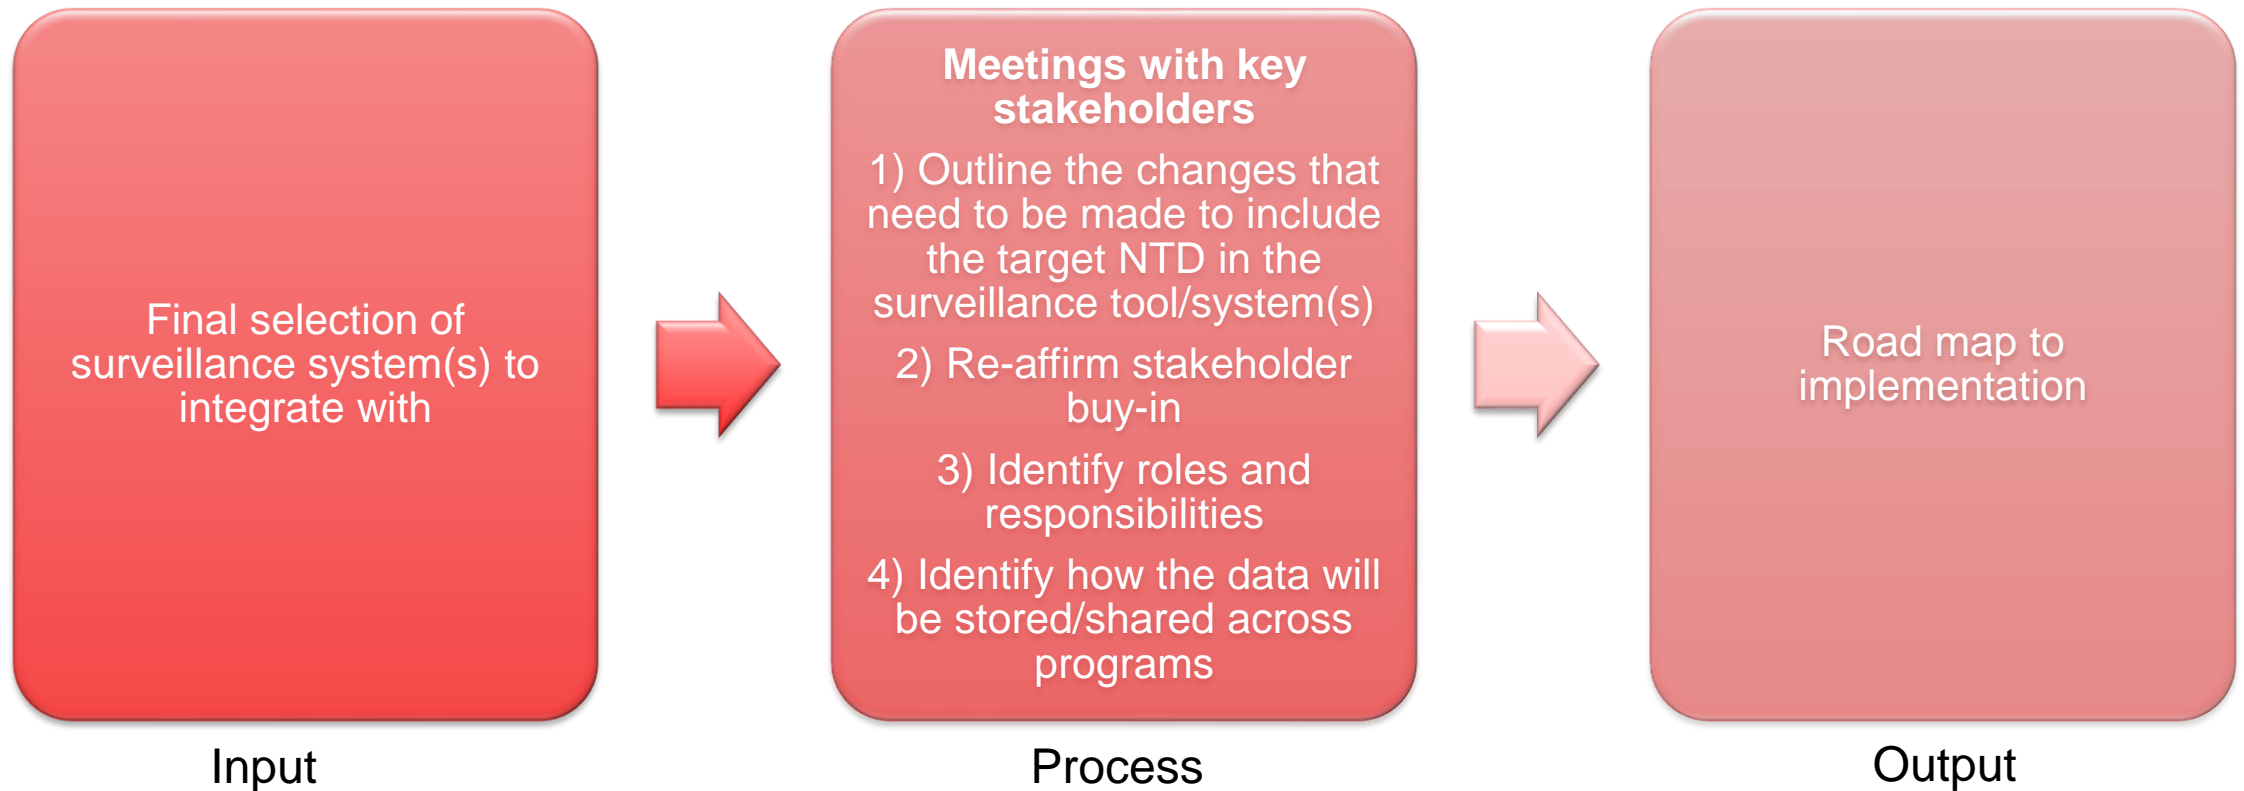 Final selection of
surveillance system(s) to
integrate with
Meetings with key
stakeholders
1) Outline the changes that
need to be made to include
the target NTD in the
surveillance tool/system(s)
2) Re-affirm stakeholder
buy-in
3) Identify roles and
responsibilities
4) Identify how the data will
be stored/shared across
programs
Road map to
implementation
Input
Process
Output